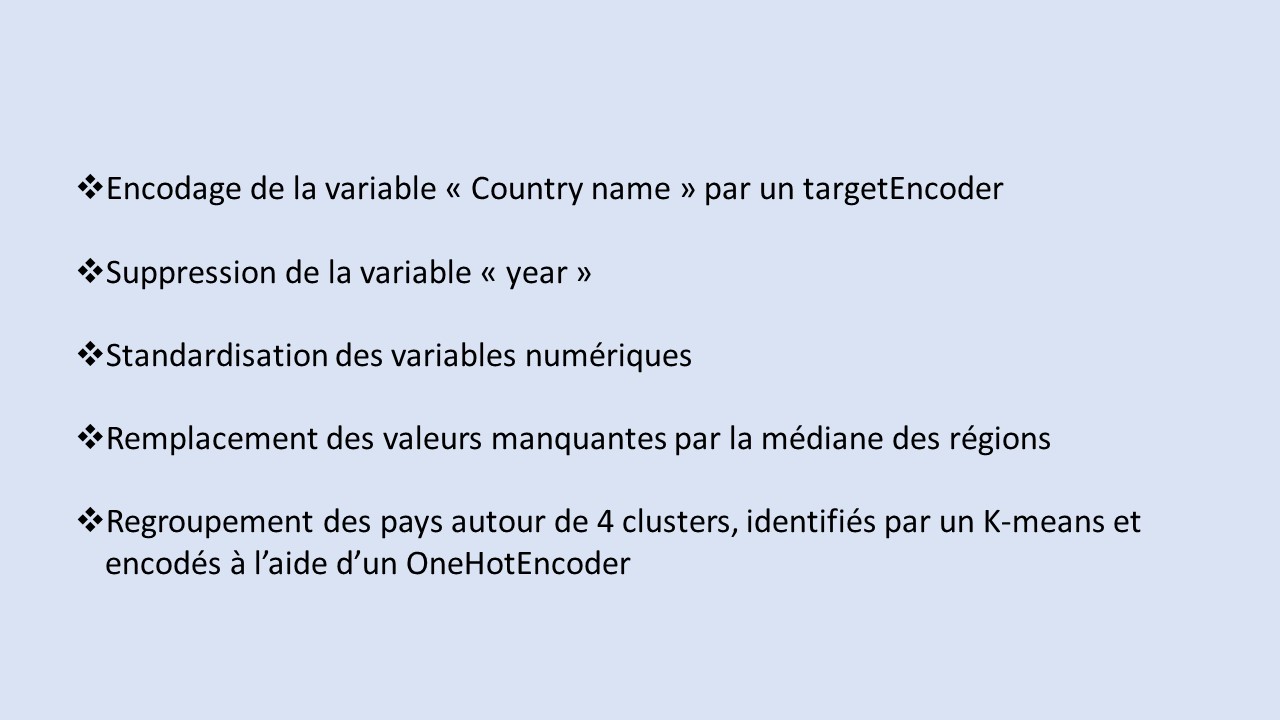 ❖Encodage de la variable « Country name » par un targetEncoder
❖Suppression de la variable « year »
❖Standardisation des variables numériques
❖Remplacement des valeurs manquantes par la médiane des régions
❖Regroupement des pays autour de 4 clusters, identifiés par un K-means et
encodés à l’aide d’un OneHotEncoder